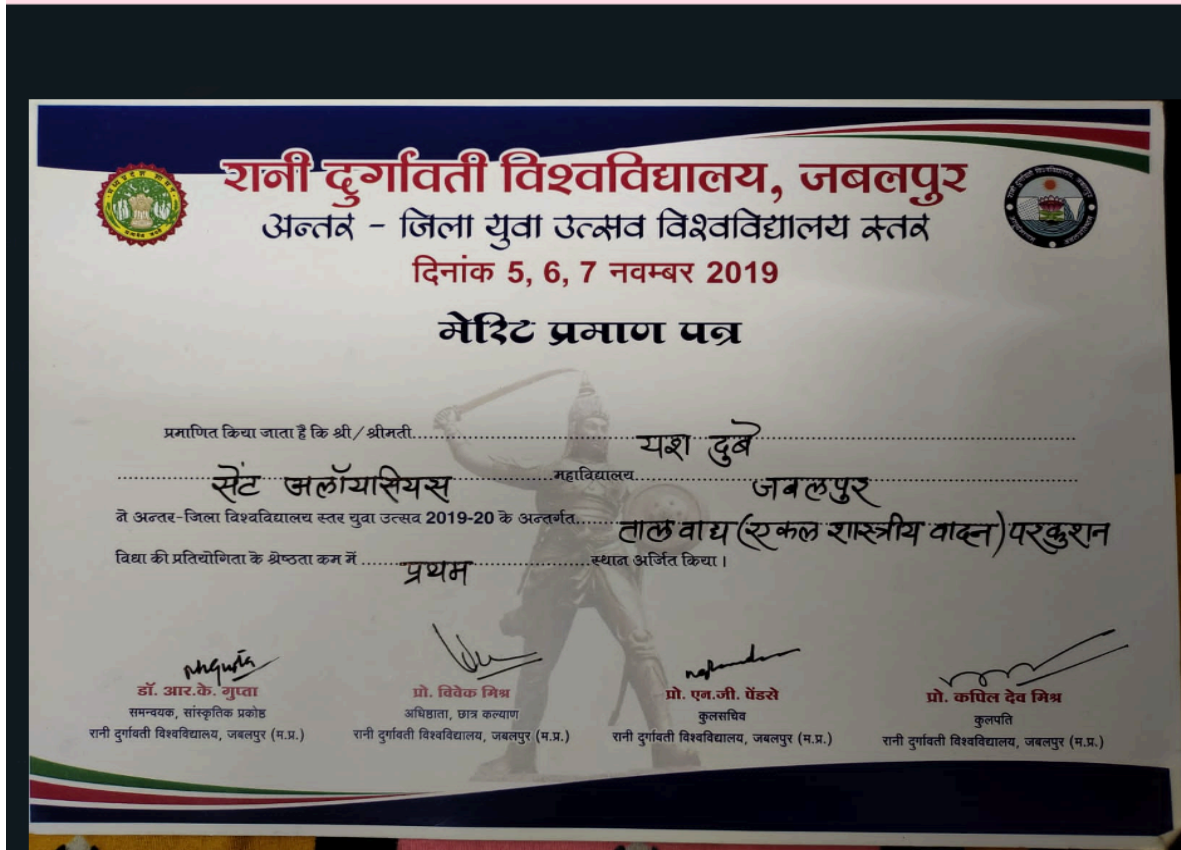 रानी दुर्गावती विश्वविद्यालय, जबलपुर
अन्तर - जिला युवा उत्सव विश्वविद्यालय स्तर
दिनांक 5, 6, 7 नवम्बर 2019
मेरिट प्रमाण पत्र
प्रमाणित किया जाता है कि श्री/श्रीमती यश दुबे
सेंट अलॉयासियस महाविद्यालय जबलपुर
ने अन्तर-जिला विश्वविद्यालय स्तर युवा उत्सव 2019-20 के अन्तर्गत ताल वाद्य (एकल शास्त्रीय वादन) परकुशन
विधा की प्रतियोगिता के श्रेष्ठता कम में प्रथम स्थान अर्जित किया।
डॉ. आर.के. गुप्ता प्रो. विवेक मिश्र प्रो. एन.जी. पेंडसे प्रो. कपिल देव मिश्र
समन्वयक, सांस्कृतिक प्रकोष्ठ अधिष्ठाता, छात्र कल्याण कुलसचिव कुलपति
रानी दुर्गावती विश्वविद्यालय, जबलपुर (म.प्र.) रानी दुर्गावती विश्वविद्यालय, जबलपुर (म.प्र.) रानी दुर्गावती विश्वविद्यालय, जबलपुर (म.प्र.) रानी दुर्गावती विश्वविद्यालय, जबलपुर (म.प्र.)